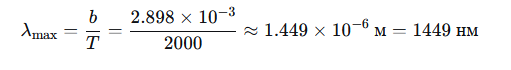 λ_max = b/T = (2.898 × 10⁻³)/2000 ≈ 1.449 × 10⁻⁶ м = 1449 нм